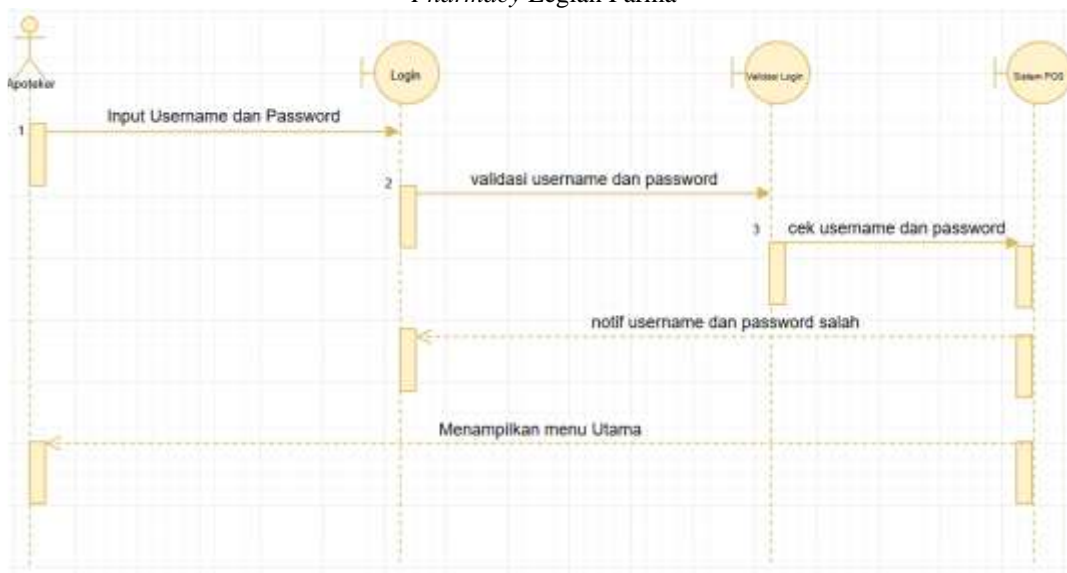 Pharmacy Legian Farma
Apoteker
Login
Validasi Login
Sistem POS
1
Input Username dan Password
2
validasi username dan password
3
cek username dan password
notif username dan password salah
Menampilkan menu Utama